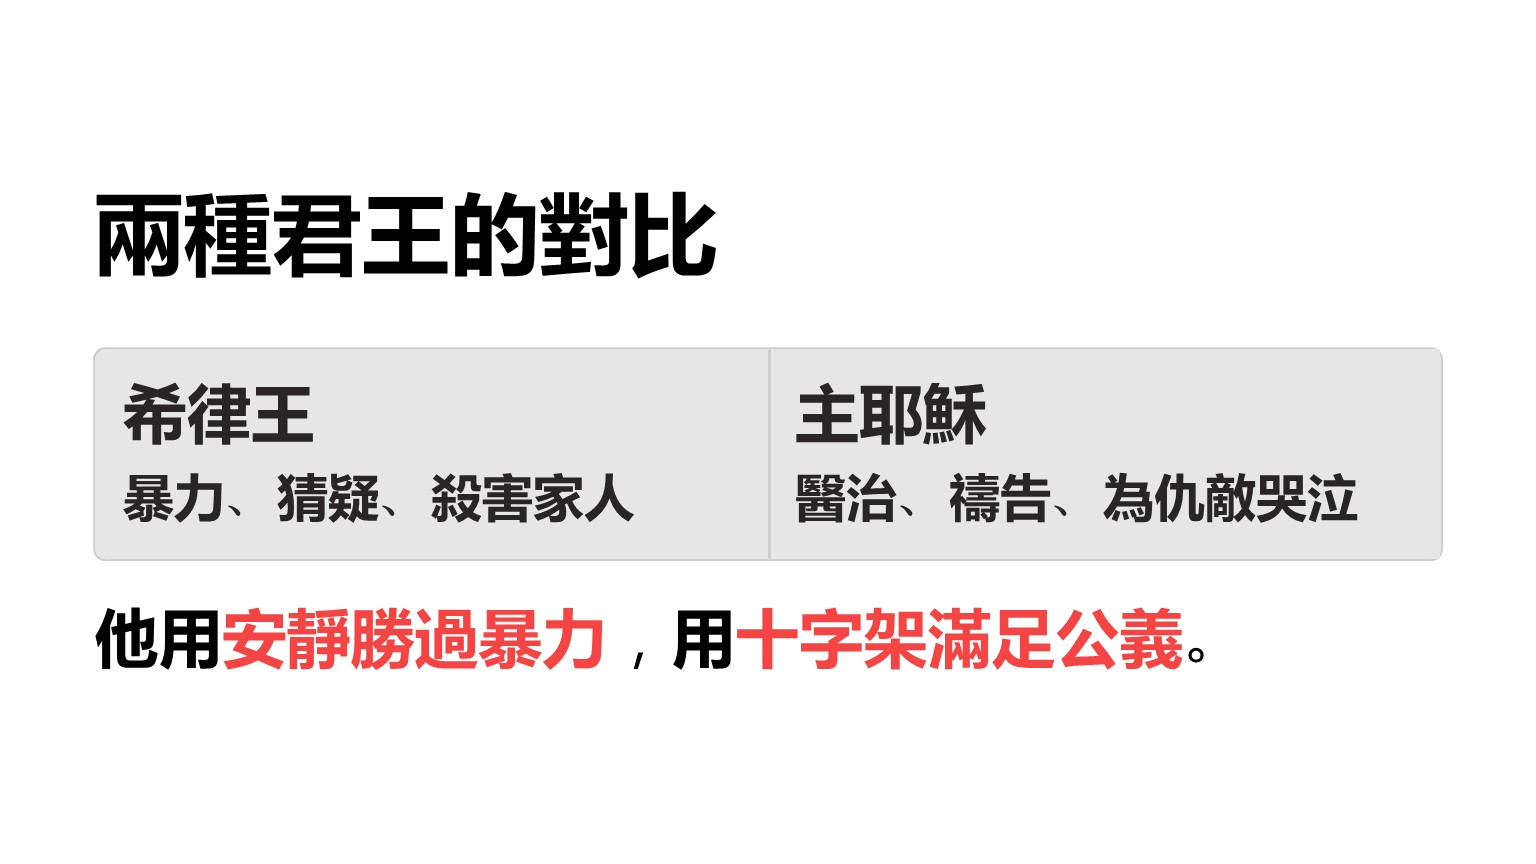 兩種君王的對比
希律王
暴力、猜疑、殺害家人
主耶穌
醫治、禱告、為仇敵哭泣
他用安靜勝過暴力，用十字架滿足公義。